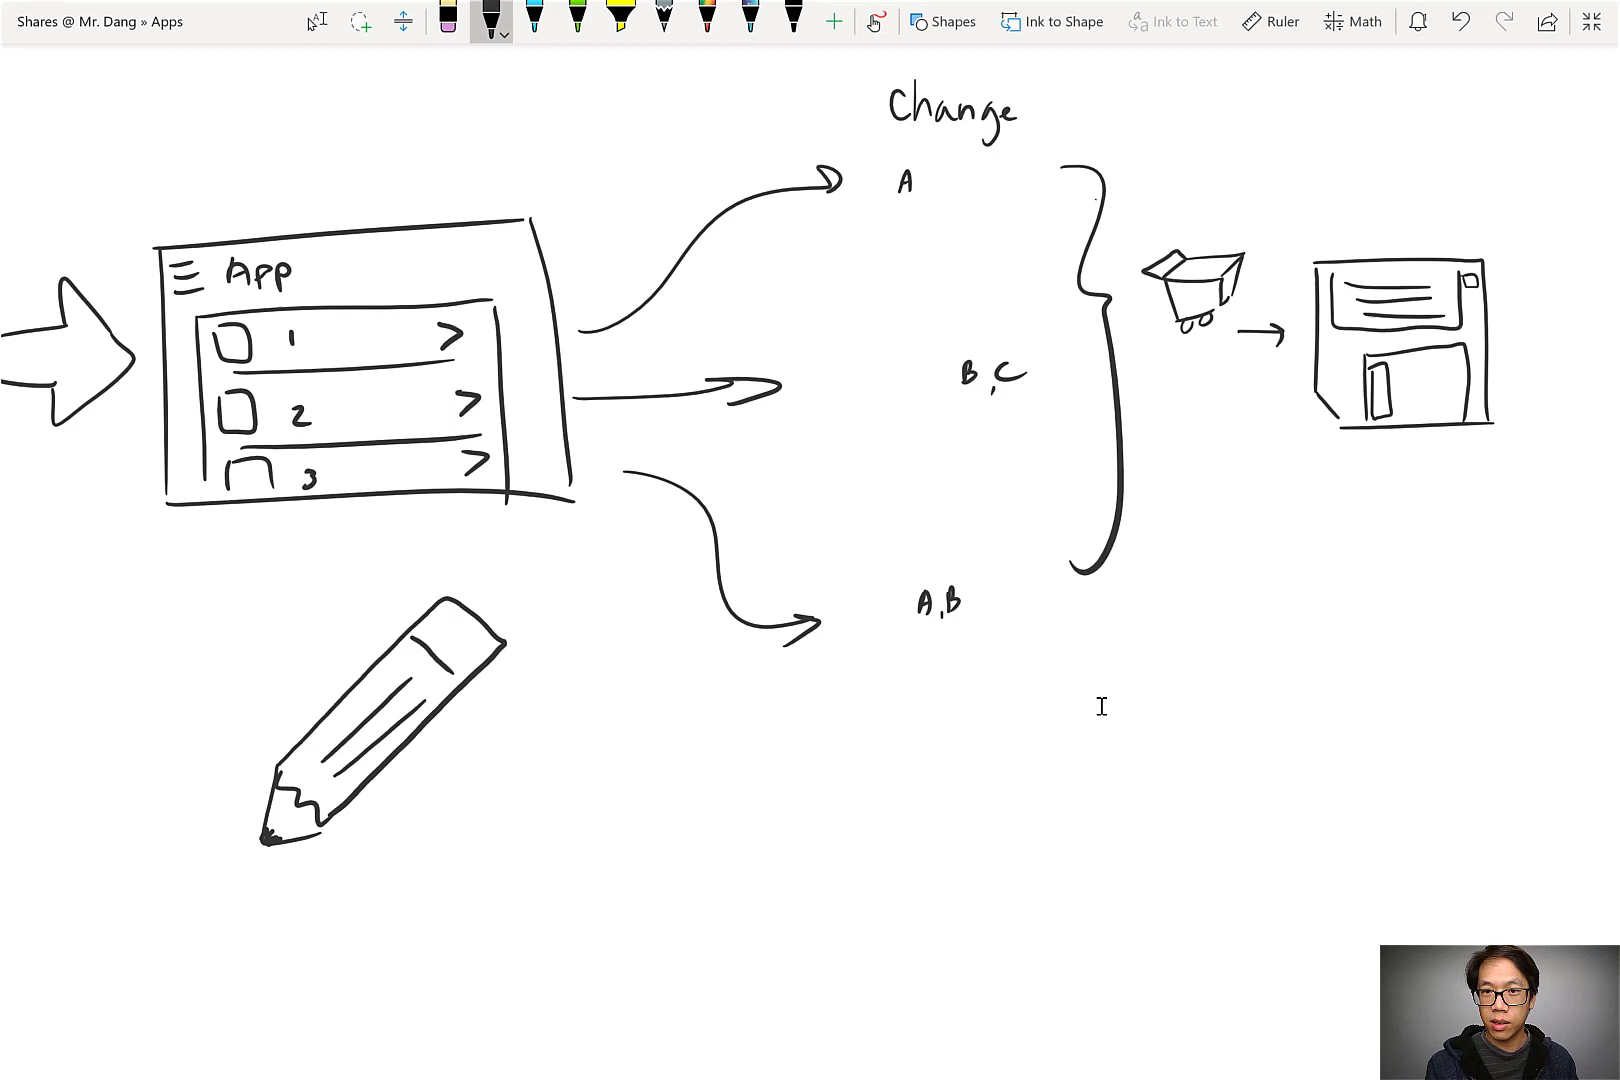 Shares @ Mr. Dang » Apps
Shapes
Ink to Shape
Ink to Text
Ruler
Math
Change
A
App
1
B, C
2
3
A, B